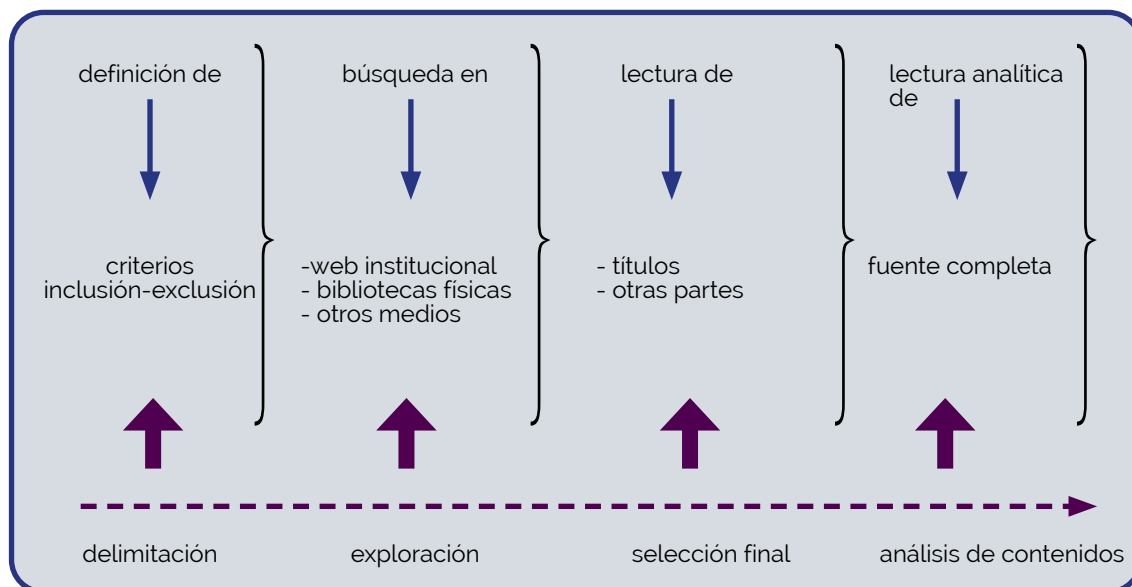 definición de
criterios
inclusión-exclusión
búsqueda en
-web institucional
- bibliotecas físicas
- otros medios
lectura de
- títulos
- otras partes
lectura analítica
de
fuente completa
delimitación
exploración
selección final
análisis de contenidos